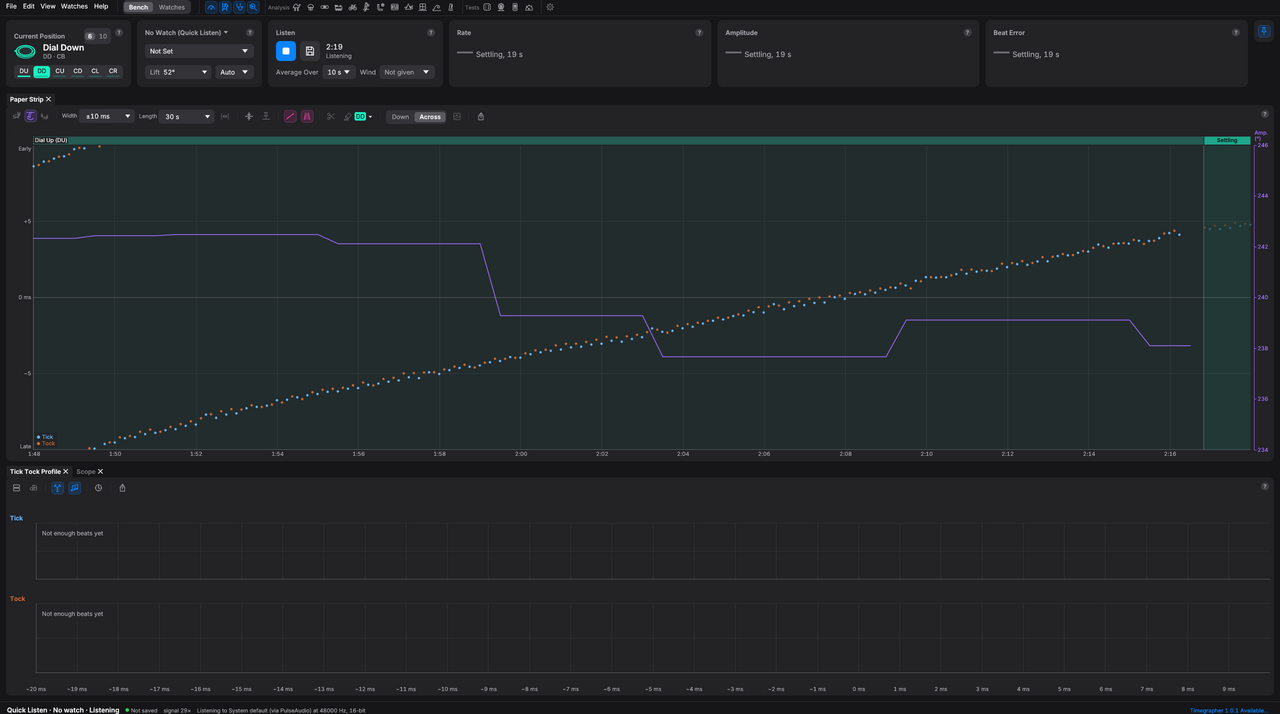 File Edit View Watches Help Bench Watches Analysis Tests
Current Position 6 10 ?
Dial Down
DD · CB
DU DD CU CD CL CR
No Watch (Quick Listen) ?
Not Set
Lift 52° Auto
Listen ?
2:19
Listening
Average Over 10 s Wind Not given
Rate ?
Settling, 19 s
Amplitude ?
Settling, 19 s
Beat Error ?
Settling, 19 s
Paper Strip
Width ±10 ms Length 30 s DD Down Across ?
Amp. (°)
Dial Up (DU) Settling
Early
+5
0 ms
−5
Late
246
244
242
240
238
236
234
Tick
Tock
1:48 1:50 1:52 1:54 1:56 1:58 2:00 2:02 2:04 2:06 2:08 2:10 2:12 2:14 2:16
Tick Tock Profile Scope
?
Tick
Not enough beats yet
Tock
Not enough beats yet
−20 ms −19 ms −18 ms −17 ms −16 ms −15 ms −14 ms −13 ms −12 ms −11 ms −10 ms −9 ms −8 ms −7 ms −6 ms −5 ms −4 ms −3 ms −2 ms −1 ms 0 ms 1 ms 2 ms 3 ms 4 ms 5 ms 6 ms 7 ms 8 ms 9 ms
Quick Listen · No watch · Listening Not saved signal 29× Listening to System default (via PulseAudio) at 48000 Hz, 16-bit Timegrapher 1.0.1 Available...